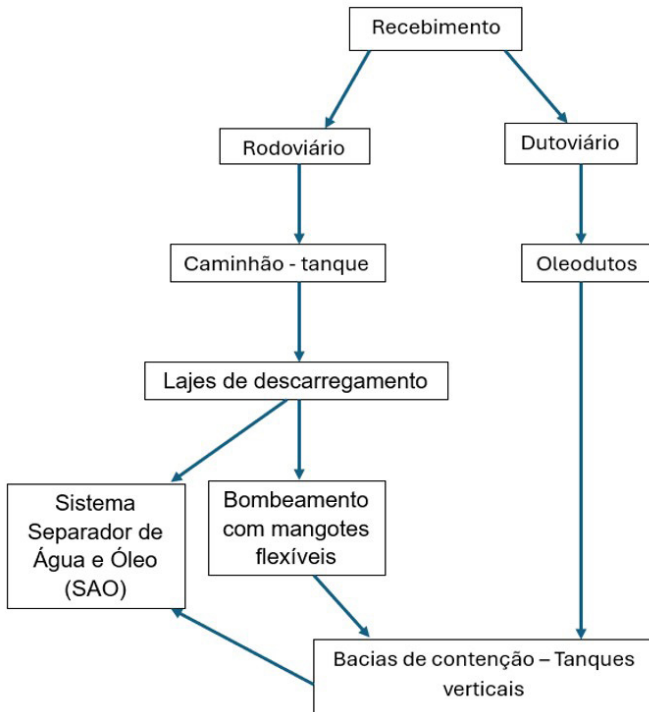 Recebimento
Rodoviário
Dutoviário
Caminhão - tanque
Oleodutos
Lajes de descarregamento
Sistema
Separador de
Água e Óleo
(SAO)
Bombeamento
com mangotes
flexíveis
Bacias de contenção – Tanques
verticais